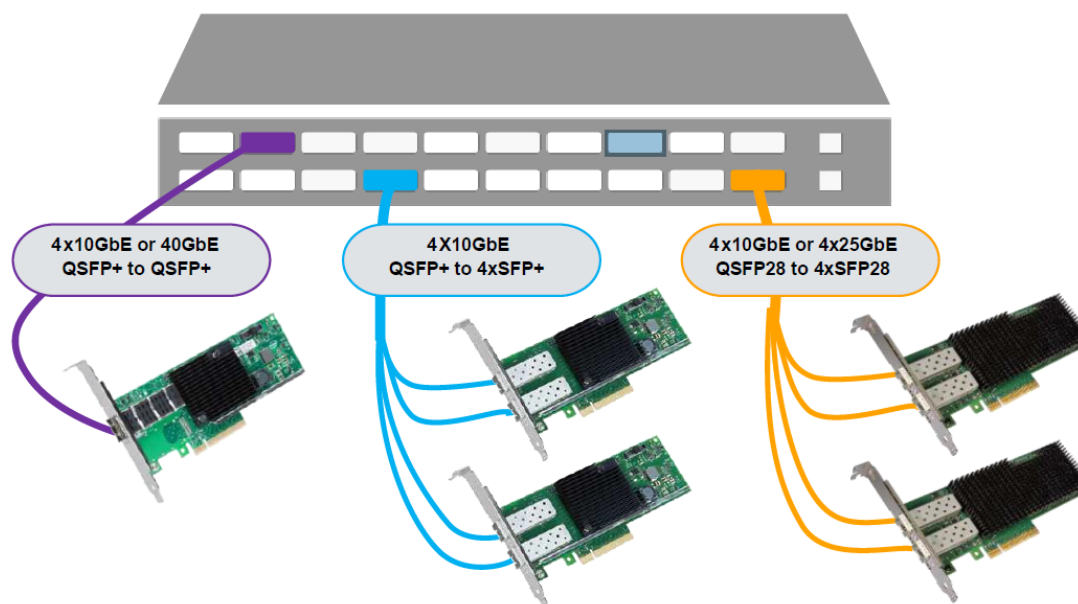 4x10GbE or 40GbE
QSFP+ to QSFP+
4X10GbE
QSFP+ to 4xSFP+
4x10GbE or 4x25GbE
QSFP28 to 4xSFP28